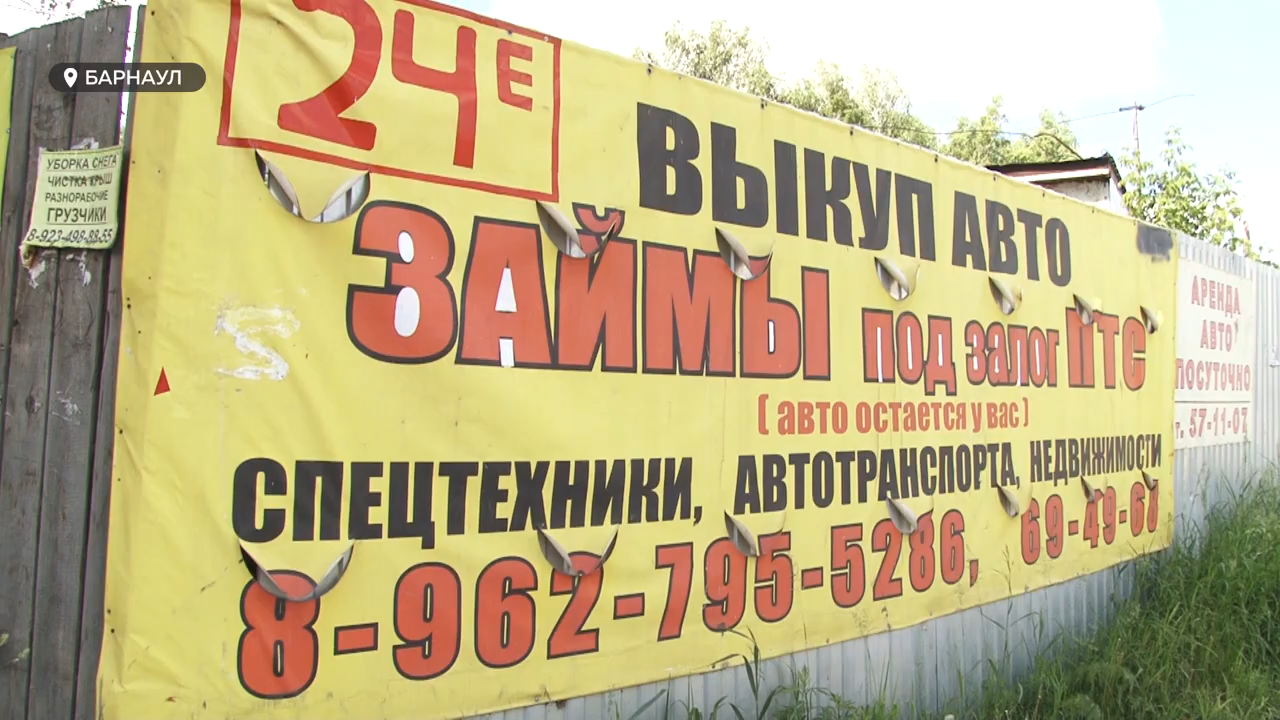 БАРНАУЛ
УБОРКА СНЕГА
ЧИСТКА КРЫШ
РАЗНОРАБОЧИЕ
ГРУЗЧИКИ
8-923-498-88-55
24Е
ВЫКУП АВТО
ЗАЙМЫ ПОД залог ПТС
( авто остается у вас )
СПЕЦТЕХНИКИ, АВТОТРАНСПОРТА, НЕДВИЖИМОСТИ
8-962-795-5286, 69-49-68
АРЕНДА
АВТО
ПОСУТОЧНО
т. 57-11-07